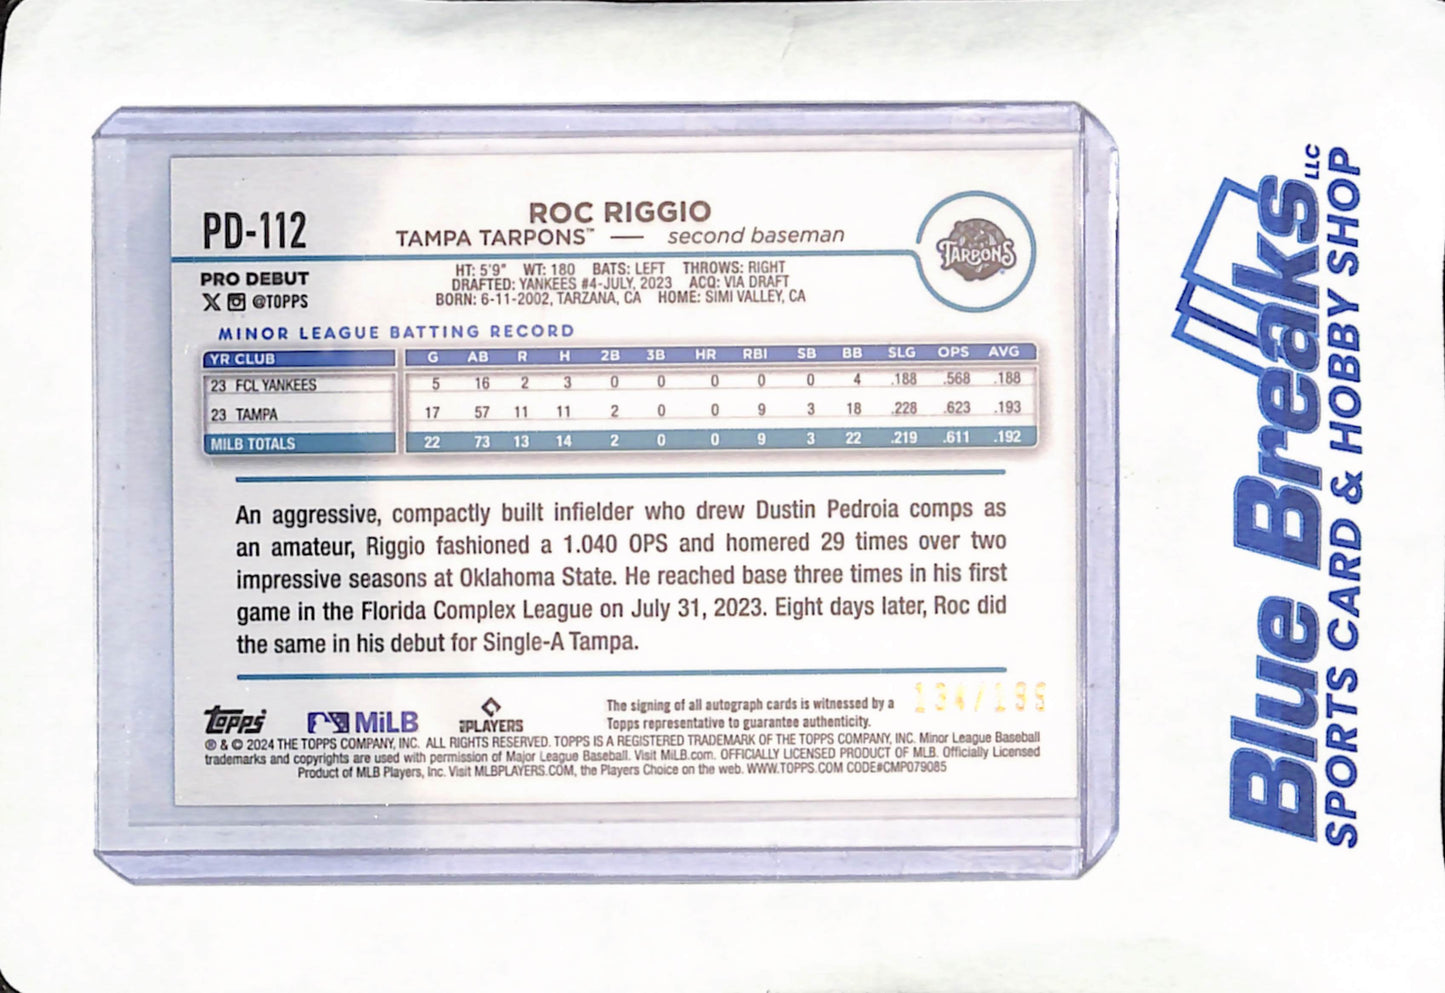 PD-112
ROC RIGGIO
TAMPA TARPONS™ — second baseman
TARPONS
PRO DEBUT
@TOPPS
HT: 5'9" WT: 180 BATS: LEFT THROWS: RIGHT
DRAFTED: YANKEES #4-JULY, 2023 ACQ: VIA DRAFT
BORN: 6-11-2002, TARZANA, CA HOME: SIMI VALLEY, CA
MINOR LEAGUE BATTING RECORD
YR CLUB G AB R H 2B 3B HR RBI SB BB SLG OPS AVG
23 FCL YANKEES 5 16 2 3 0 0 0 0 0 4 .188 .568 .188
23 TAMPA 17 57 11 11 2 0 0 9 3 18 .228 .623 .193
MILB TOTALS 22 73 13 14 2 0 0 9 3 22 .219 .611 .192
An aggressive, compactly built infielder who drew Dustin Pedroia comps as
an amateur, Riggio fashioned a 1.040 OPS and homered 29 times over two
impressive seasons at Oklahoma State. He reached base three times in his first
game in the Florida Complex League on July 31, 2023. Eight days later, Roc did
the same in his debut for Single-A Tampa.
topps MiLB PLAYERS
The signing of all autograph cards is witnessed by a
Topps representative to guarantee authenticity.
134/199
® & © 2024 THE TOPPS COMPANY, INC. ALL RIGHTS RESERVED. TOPPS IS A REGISTERED TRADEMARK OF THE TOPPS COMPANY, INC. Minor League Baseball
trademarks and copyrights are used with permission of Major League Baseball. Visit MiLB.com. OFFICIALLY LICENSED PRODUCT OF MLB. Officially Licensed
Product of MLB Players, Inc. Visit MLBPLAYERS.COM, the Players Choice on the web. WWW.TOPPS.COM CODE#CMP079085
Blue Breaks LLC
SPORTS CARD & HOBBY SHOP